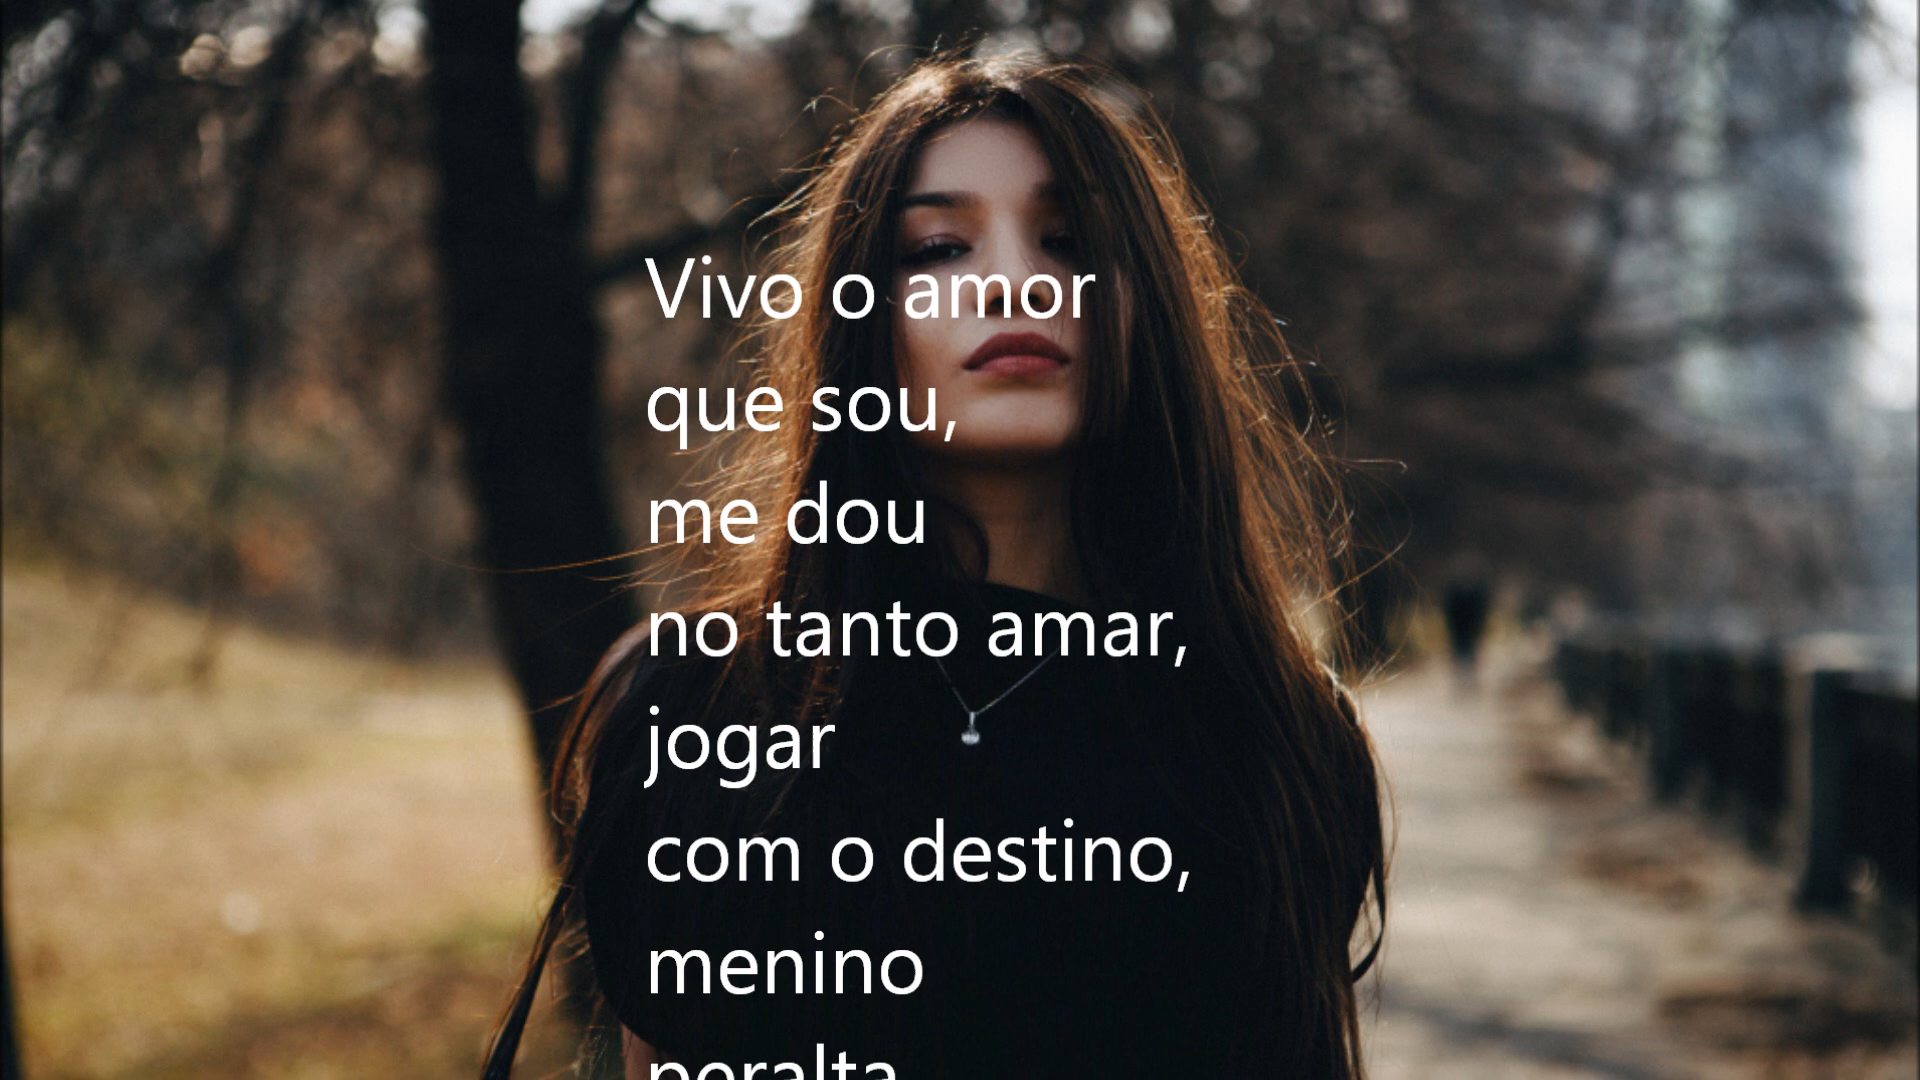 Vivo o amor
que sou,
me dou
no tanto amar,
jogar
com o destino,
menino
peralta